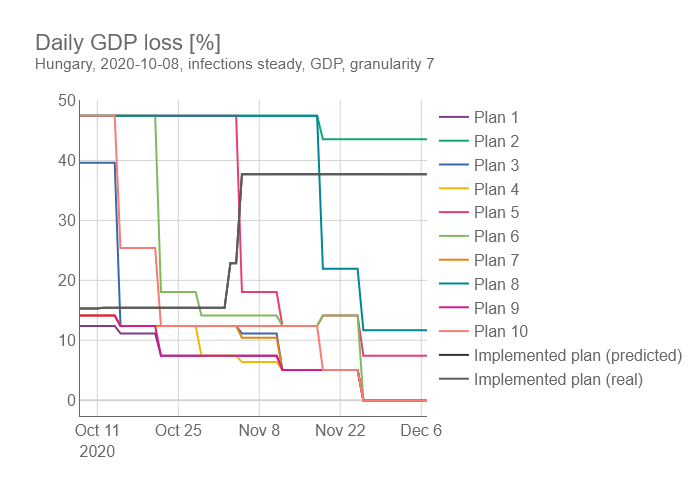 Daily GDP loss [%]
Hungary, 2020-10-08, infections steady, GDP, granularity 7
50
40
30
20
10
0
Oct 11
2020
Oct 25
Nov 8
Nov 22
Dec 6
Plan 1
Plan 2
Plan 3
Plan 4
Plan 5
Plan 6
Plan 7
Plan 8
Plan 9
Plan 10
Implemented plan (predicted)
Implemented plan (real)